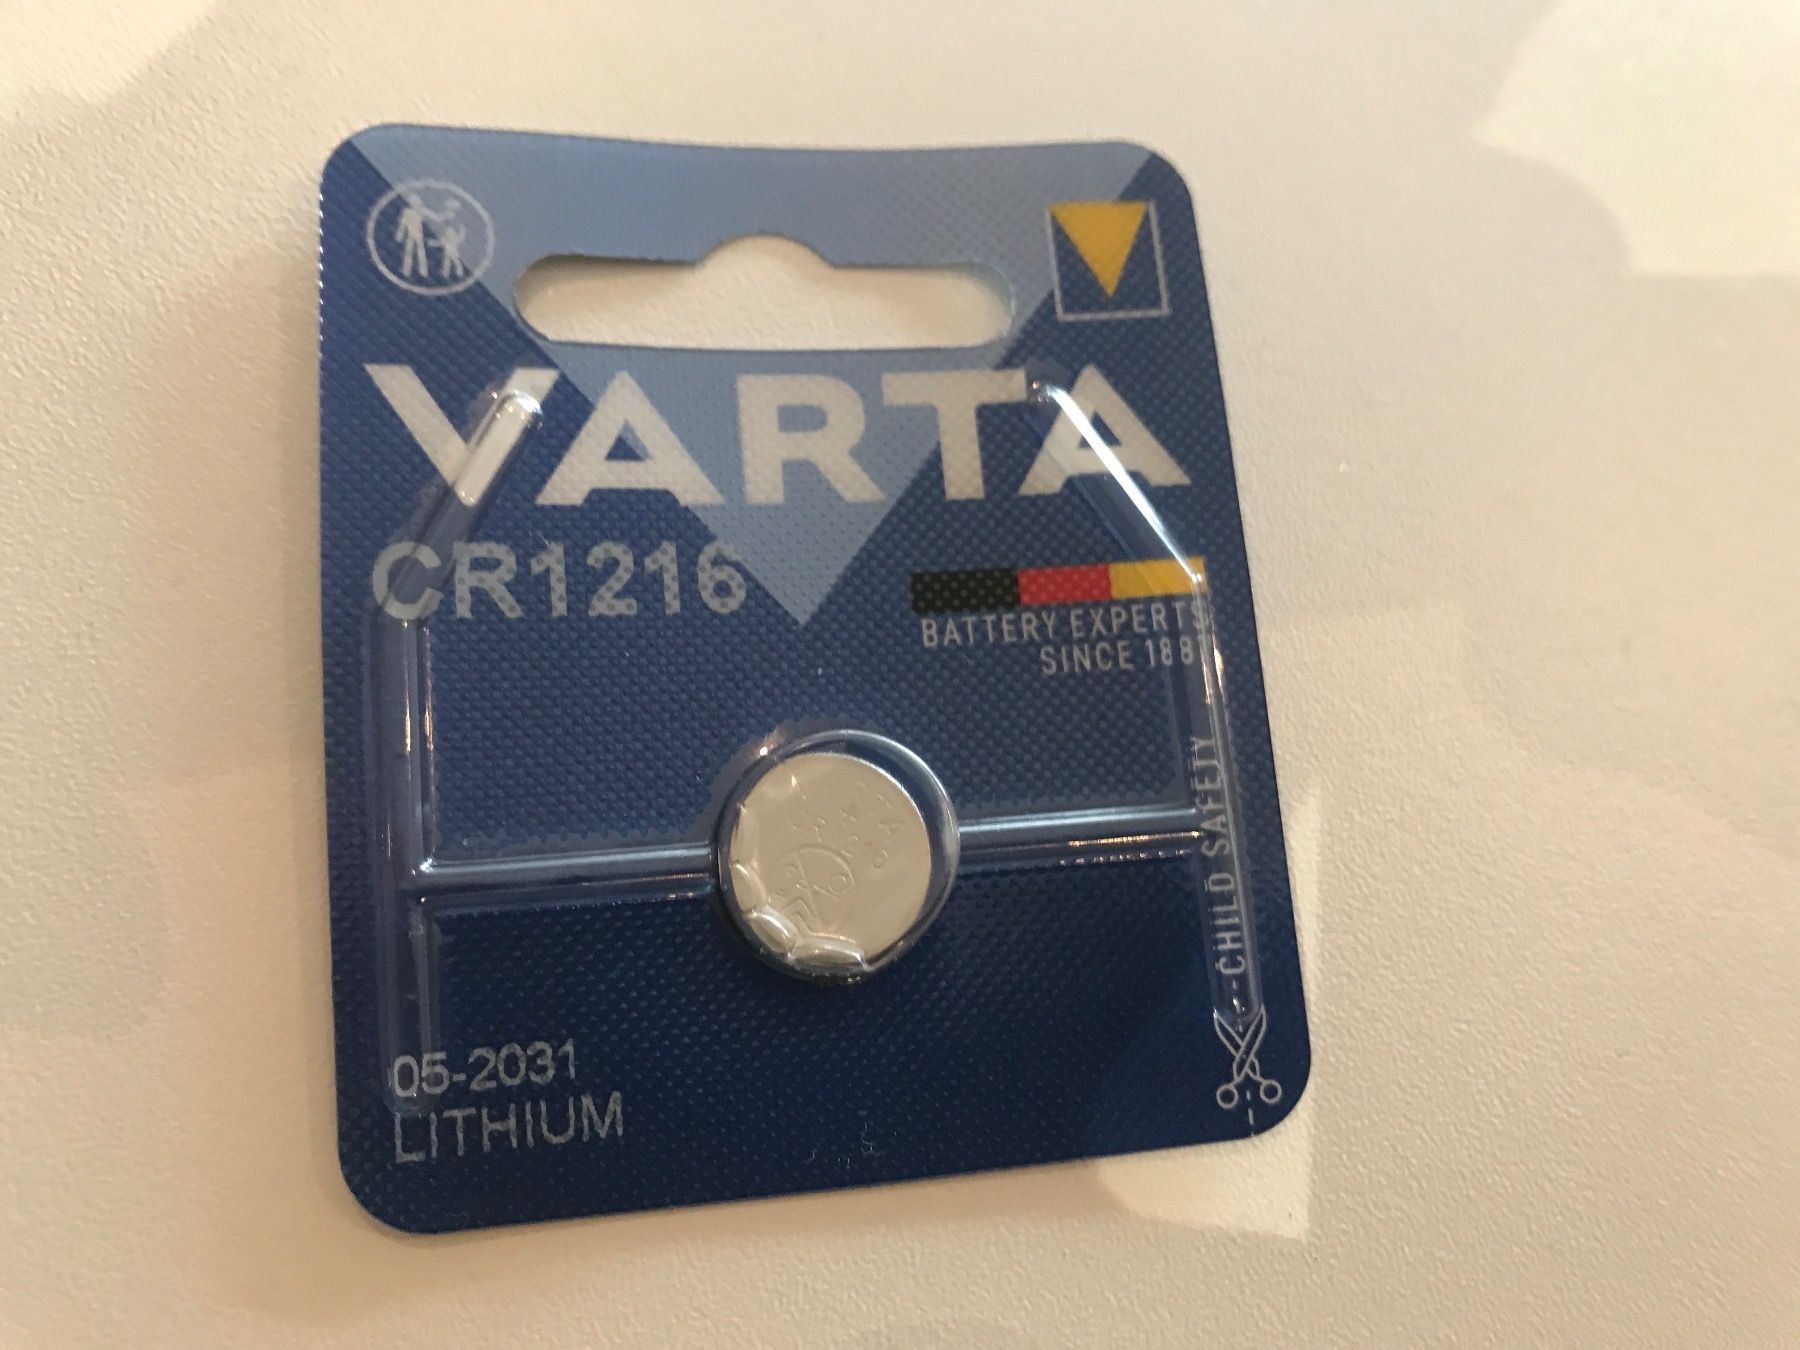 VARTA
CR1216
BATTERY EXPERTS
SINCE 188
CHILD SAFETY
05-2031
LITHIUM